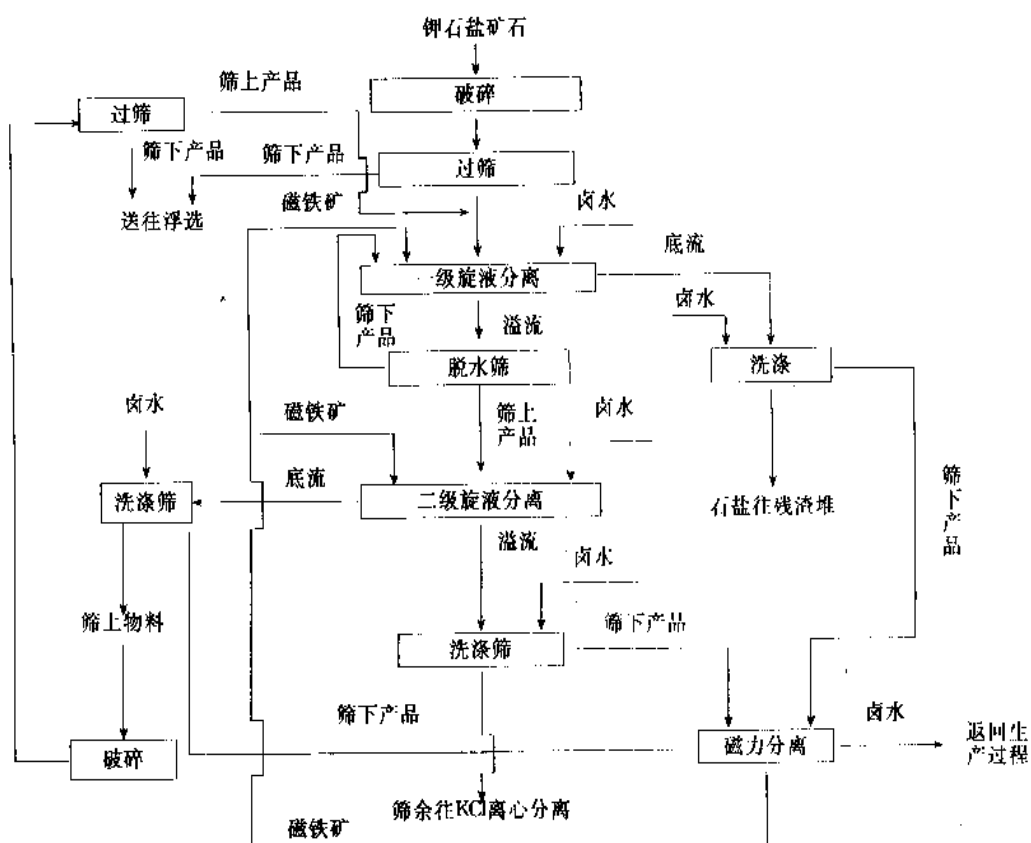 钾石盐矿石
筛上产品
破碎
过筛
筛下产品
筛下产品
过筛
磁铁矿
卤水
送往浮选
底流
一级旋液分离
卤水
筛下
产品
溢流
脱水筛
洗涤
卤水
磁铁矿
筛上
产品
卤水
底流
筛下产品
洗涤筛
二级旋液分离
石盐往残渣堆
溢流
卤水
筛上物料
筛下产品
洗涤筛
筛下产品
卤水
破碎
磁力分离
返回生
产过程
筛余往KCl离心分离
磁铁矿